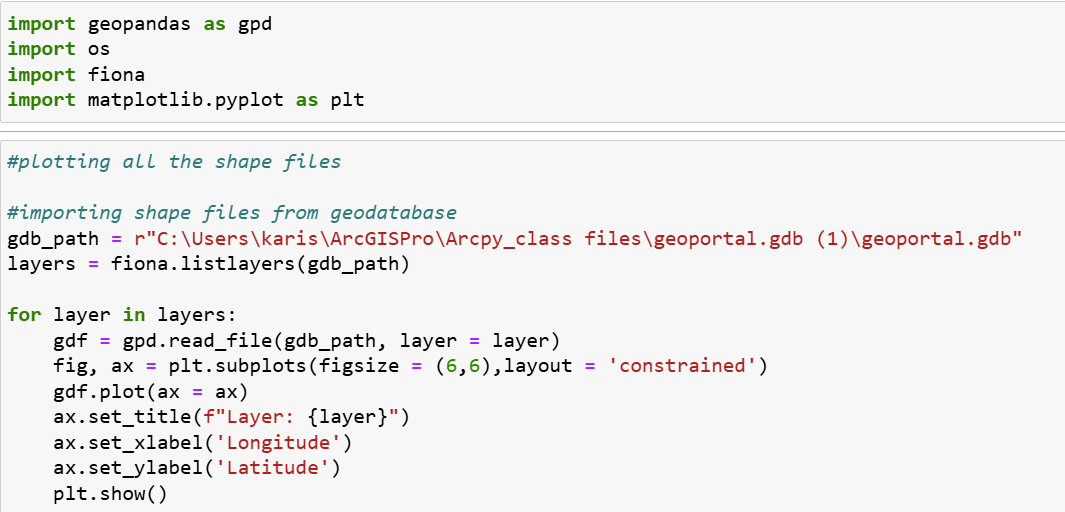 import geopandas as gpd
import os
import fiona
import matplotlib.pyplot as plt
#plotting all the shape files
#importing shape files from geodatabase
gdb_path = r"C:\Users\karis\ArcGISPro\Arcpy_class files\geoportal.gdb (1)\geoportal.gdb"
layers = fiona.listlayers(gdb_path)
for layer in layers:
    gdf = gpd.read_file(gdb_path, layer = layer)
    fig, ax = plt.subplots(figsize = (6,6),layout = 'constrained')
    gdf.plot(ax = ax)
    ax.set_title(f"Layer: {layer}")
    ax.set_xlabel('Longitude')
    ax.set_ylabel('Latitude')
    plt.show()